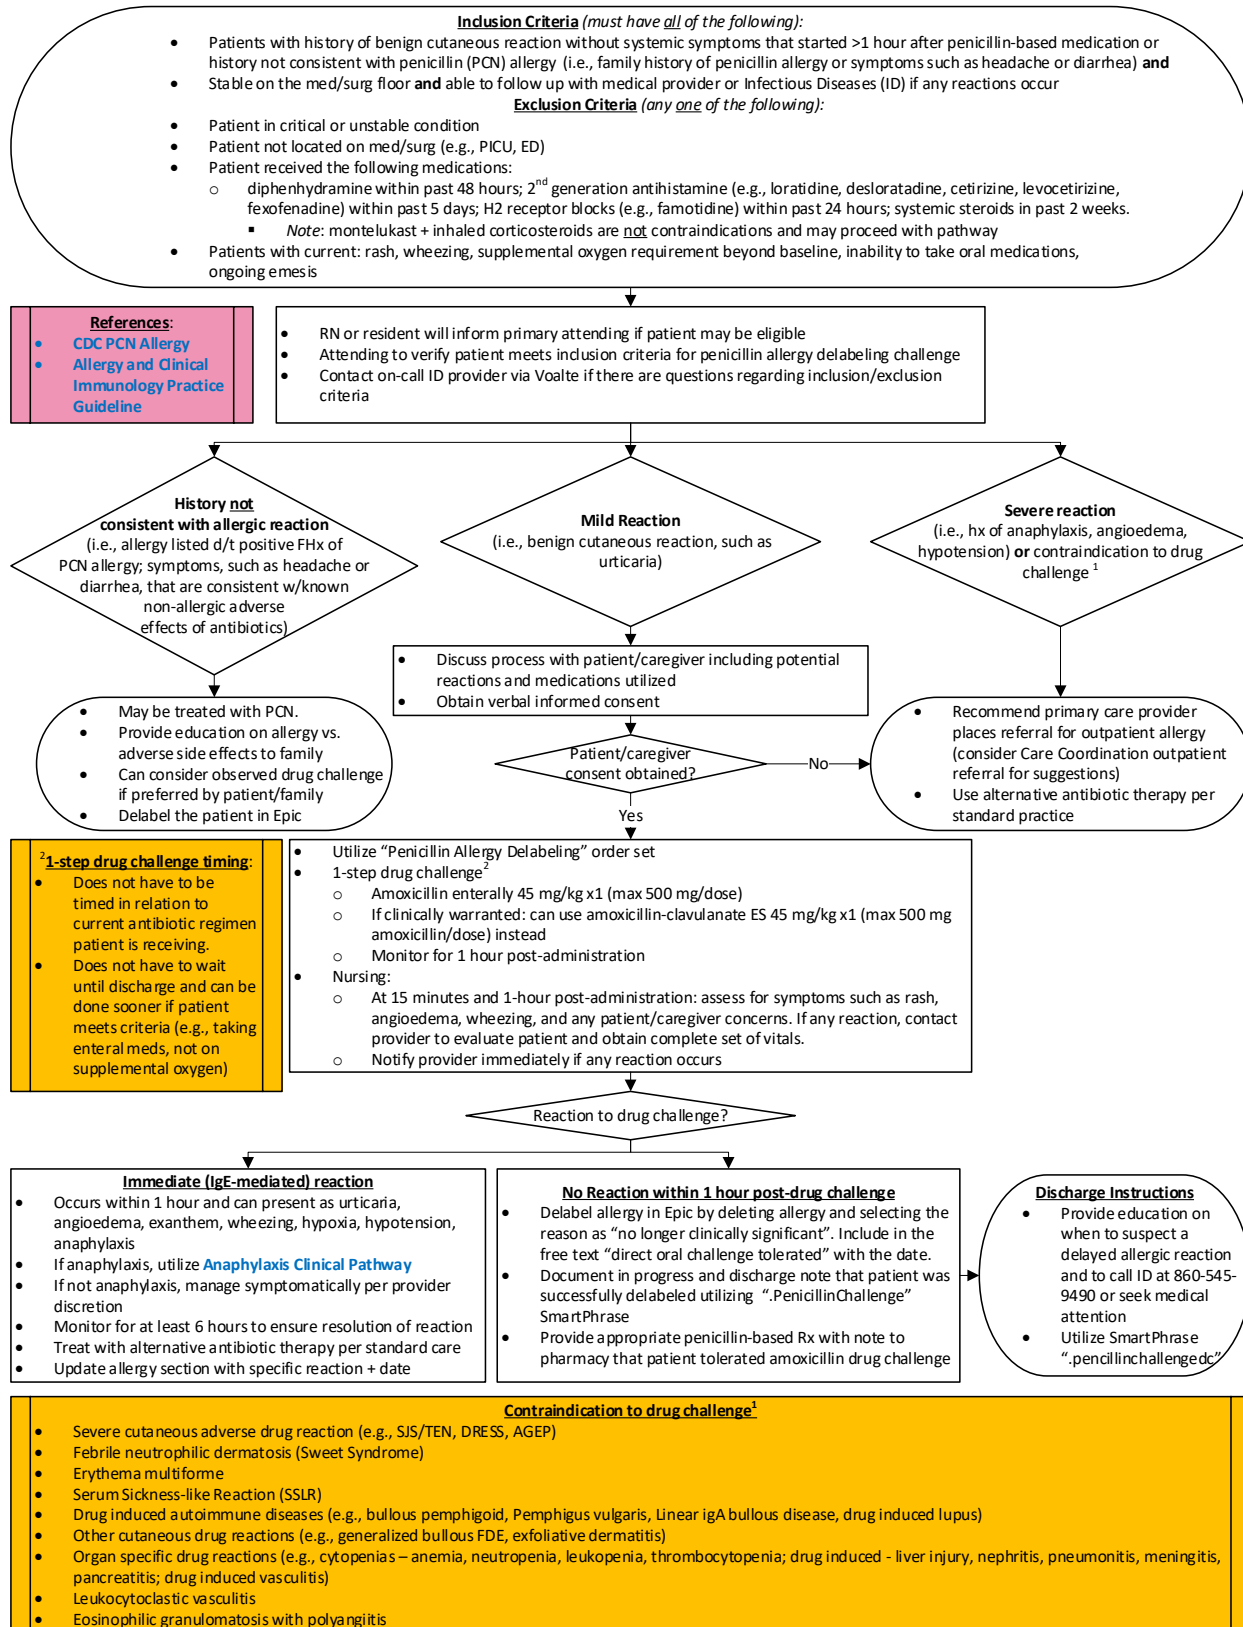 Inclusion Criteria (must have all of the following):
• Patients with history of benign cutaneous reaction without systemic symptoms that started >1 hour after penicillin-based medication or
history not consistent with penicillin (PCN) allergy (i.e., family history of penicillin allergy or symptoms such as headache or diarrhea) and
• Stable on the med/surg floor and able to follow up with medical provider or Infectious Diseases (ID) if any reactions occur
Exclusion Criteria (any one of the following):
• Patient in critical or unstable condition
• Patient not located on med/surg (e.g., PICU, ED)
• Patient received the following medications:
o diphenhydramine within past 48 hours; 2nd generation antihistamine (e.g., loratidine, desloratadine, cetirizine, levocetirizine,
fexofenadine) within past 5 days; H2 receptor blocks (e.g., famotidine) within past 24 hours; systemic steroids in past 2 weeks.
▪ Note: montelukast + inhaled corticosteroids are not contraindications and may proceed with pathway
• Patients with current: rash, wheezing, supplemental oxygen requirement beyond baseline, inability to take oral medications,
ongoing emesis
References:
• CDC PCN Allergy
• Allergy and Clinical
Immunology Practice
Guideline
• RN or resident will inform primary attending if patient may be eligible
• Attending to verify patient meets inclusion criteria for penicillin allergy delabeling challenge
• Contact on-call ID provider via Voalte if there are questions regarding inclusion/exclusion
criteria
History not
consistent with allergic reaction
(i.e., allergy listed d/t positive FHx of
PCN allergy; symptoms, such as headache or
diarrhea, that are consistent w/known
non-allergic adverse
effects of antibiotics)
Mild Reaction
(i.e., benign cutaneous reaction, such as
urticaria)
Severe reaction
(i.e., hx of anaphylaxis, angioedema,
hypotension) or contraindication to drug
challenge 1
• Discuss process with patient/caregiver including potential
reactions and medications utilized
• Obtain verbal informed consent
• May be treated with PCN.
• Provide education on allergy vs.
adverse side effects to family
• Can consider observed drug challenge
if preferred by patient/family
• Delabel the patient in Epic
Patient/caregiver
consent obtained?
No
Yes
• Recommend primary care provider
places referral for outpatient allergy
(consider Care Coordination outpatient
referral for suggestions)
• Use alternative antibiotic therapy per
standard practice
21-step drug challenge timing:
• Does not have to be
timed in relation to
current antibiotic regimen
patient is receiving.
• Does not have to wait
until discharge and can be
done sooner if patient
meets criteria (e.g., taking
enteral meds, not on
supplemental oxygen)
• Utilize “Penicillin Allergy Delabeling” order set
• 1-step drug challenge2
o Amoxicillin enterally 45 mg/kg x1 (max 500 mg/dose)
o If clinically warranted: can use amoxicillin-clavulanate ES 45 mg/kg x1 (max 500 mg
amoxicillin/dose) instead
o Monitor for 1 hour post-administration
• Nursing:
o At 15 minutes and 1-hour post-administration: assess for symptoms such as rash,
angioedema, wheezing, and any patient/caregiver concerns. If any reaction, contact
provider to evaluate patient and obtain complete set of vitals.
o Notify provider immediately if any reaction occurs
Reaction to drug challenge?
Immediate (IgE-mediated) reaction
• Occurs within 1 hour and can present as urticaria,
angioedema, exanthem, wheezing, hypoxia, hypotension,
anaphylaxis
• If anaphylaxis, utilize Anaphylaxis Clinical Pathway
• If not anaphylaxis, manage symptomatically per provider
discretion
• Monitor for at least 6 hours to ensure resolution of reaction
• Treat with alternative antibiotic therapy per standard care
• Update allergy section with specific reaction + date
No Reaction within 1 hour post-drug challenge
• Delabel allergy in Epic by deleting allergy and selecting the
reason as “no longer clinically significant”. Include in the
free text “direct oral challenge tolerated” with the date.
• Document in progress and discharge note that patient was
successfully delabeled utilizing “.PenicillinChallenge”
SmartPhrase
• Provide appropriate penicillin-based Rx with note to
pharmacy that patient tolerated amoxicillin drug challenge
Discharge Instructions
• Provide education on
when to suspect a
delayed allergic reaction
and to call ID at 860-545-
9490 or seek medical
attention
• Utilize SmartPhrase
“.pencillinchallengedc”
Contraindication to drug challenge1
• Severe cutaneous adverse drug reaction (e.g., SJS/TEN, DRESS, AGEP)
• Febrile neutrophilic dermatosis (Sweet Syndrome)
• Erythema multiforme
• Serum Sickness-like Reaction (SSLR)
• Drug induced autoimmune diseases (e.g., bullous pemphigoid, Pemphigus vulgaris, Linear igA bullous disease, drug induced lupus)
• Other cutaneous drug reactions (e.g., generalized bullous FDE, exfoliative dermatitis)
• Organ specific drug reactions (e.g., cytopenias – anemia, neutropenia, leukopenia, thrombocytopenia; drug induced - liver injury, nephritis, pneumonitis, meningitis,
pancreatitis; drug induced vasculitis)
• Leukocytoclastic vasculitis
• Eosinophilic granulomatosis with polyangiitis